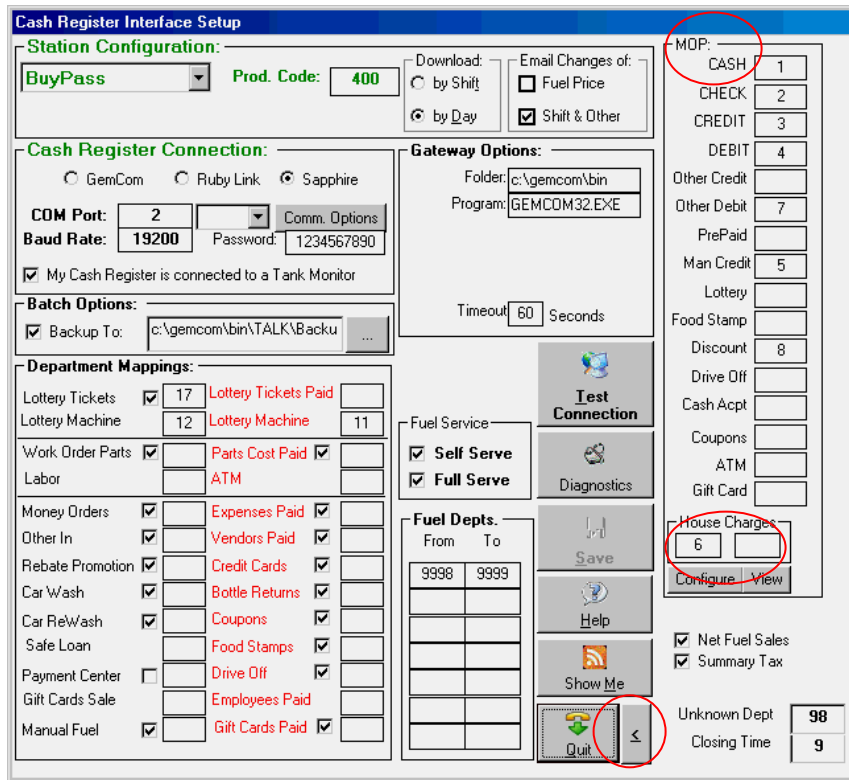 Cash Register Interface Setup
Station Configuration:
BuyPass
Prod. Code: 400
Download:
by Shift
by Day
Email Changes of:
Fuel Price
Shift & Other
Cash Register Connection:
GemCom Ruby Link Sapphire
COM Port: 2 Comm. Options
Baud Rate: 19200 Password: 1234567890
My Cash Register is connected to a Tank Monitor
Gateway Options:
Folder: c:\gemcom\bin
Program: GEMCOM32.EXE
Timeout 60 Seconds
Batch Options:
Backup To: c:\gemcom\bin\TALK\Backu ...
Department Mappings:
Lottery Tickets 17 Lottery Tickets Paid
Lottery Machine 12 Lottery Machine 11
Work Order Parts Parts Cost Paid
Labor ATM
Money Orders Expenses Paid
Other In Vendors Paid
Rebate Promotion Credit Cards
Car Wash Bottle Returns
Car ReWash Coupons
Safe Loan Food Stamps
Payment Center Drive Off
Gift Cards Sale Employees Paid
Manual Fuel Gift Cards Paid
Fuel Service
Self Serve
Full Serve
Fuel Depts.
From To
9998 9999
Test
Connection
Diagnostics
Save
Help
Show Me
Quit <
MOP:
CASH 1
CHECK 2
CREDIT 3
DEBIT 4
Other Credit
Other Debit 7
PrePaid
Man Credit 5
Lottery
Food Stamp
Discount 8
Drive Off
Cash Acpt
Coupons
ATM
Gift Card
House Charges
6
Configure View
Net Fuel Sales
Summary Tax
Unknown Dept 98
Closing Time 9